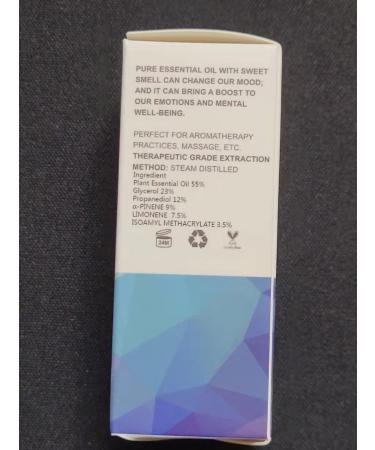 PURE ESSENTIAL OIL WITH SWEET
SMELL CAN CHANGE OUR MOOD;
AND IT CAN BRING A BOOST TO
OUR EMOTIONS AND MENTAL
WELL-BEING.
PERFECT FOR AROMATHERAPY
PRACTICES, MASSAGE, ETC.
THERAPEUTIC GRADE EXTRACTION
METHOD: STEAM DISTILLED
Ingredient
Plant Essential Oil 55%
Glycerol 23%
Propanediol 12%
α-PINENE 9%
LIMONENE 7.5%
ISOAMYL METHACRYLATE 3.5%
24M